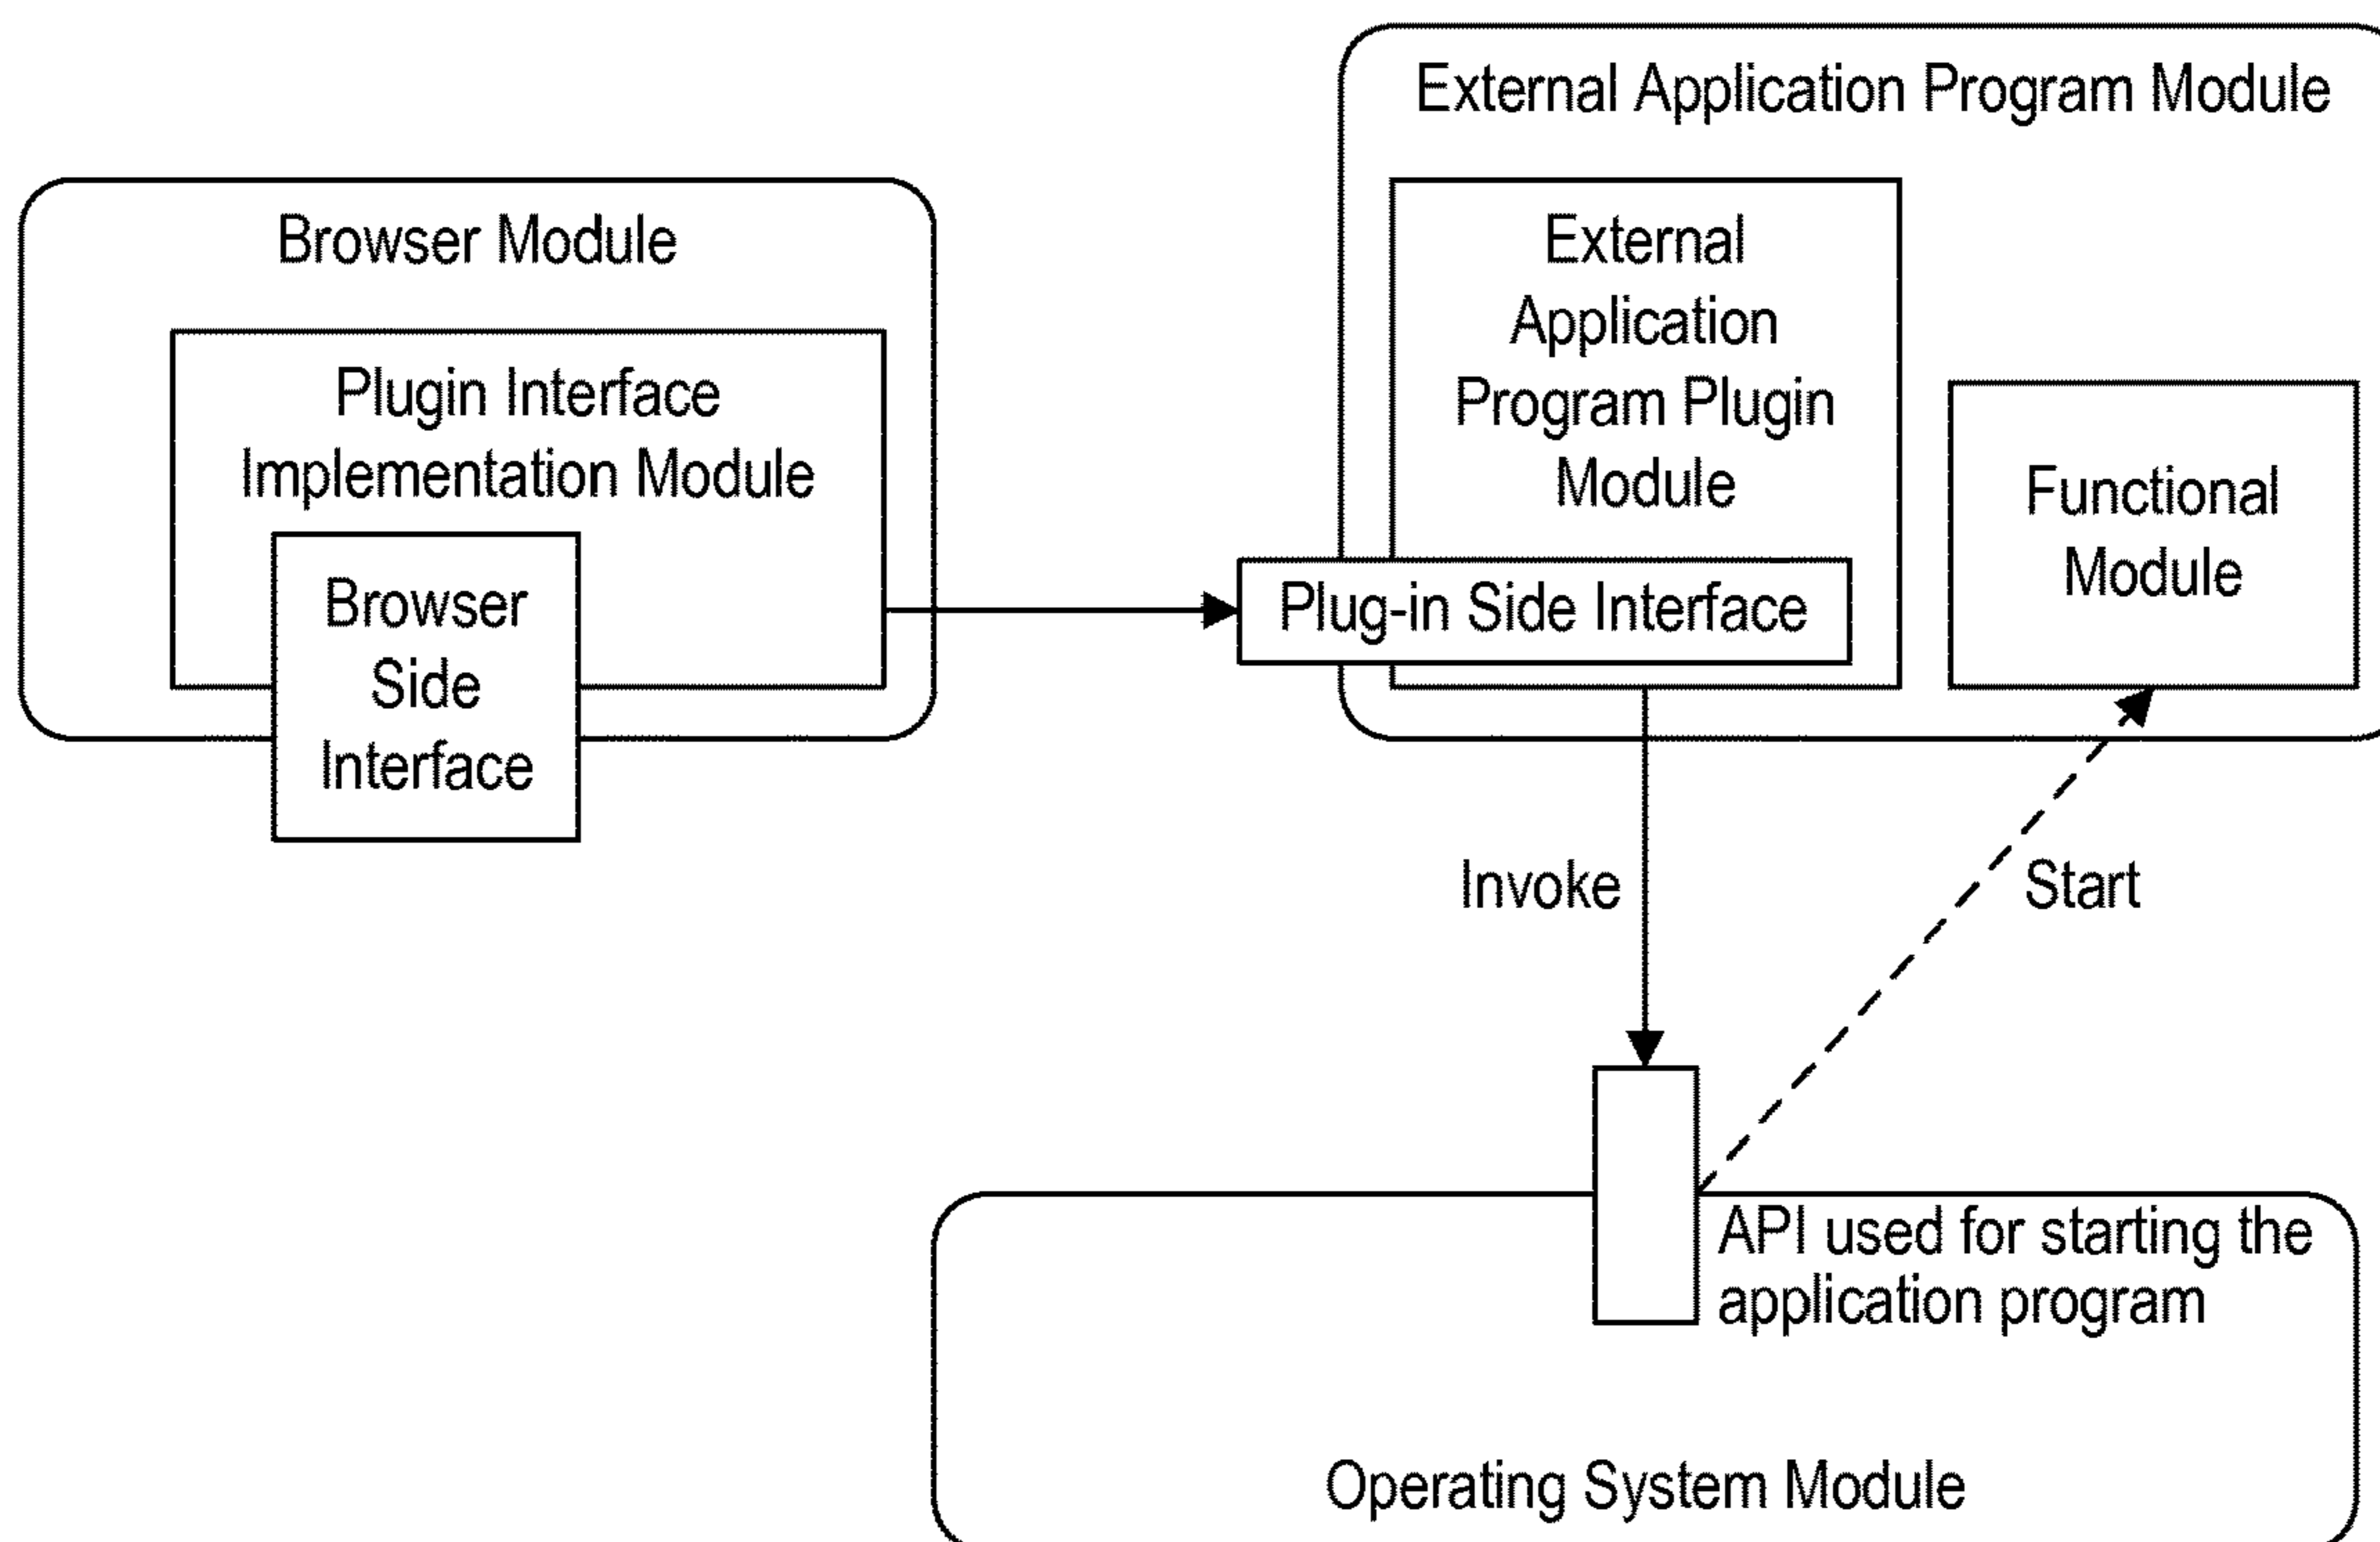 External Application Program Module
Browser Module
Plugin Interface
Implementation Module
Browser
Side
Interface
External
Application
Program Plugin
Module
Plug-in Side Interface
Functional
Module
Invoke
Start
API used for starting the
application program
Operating System Module